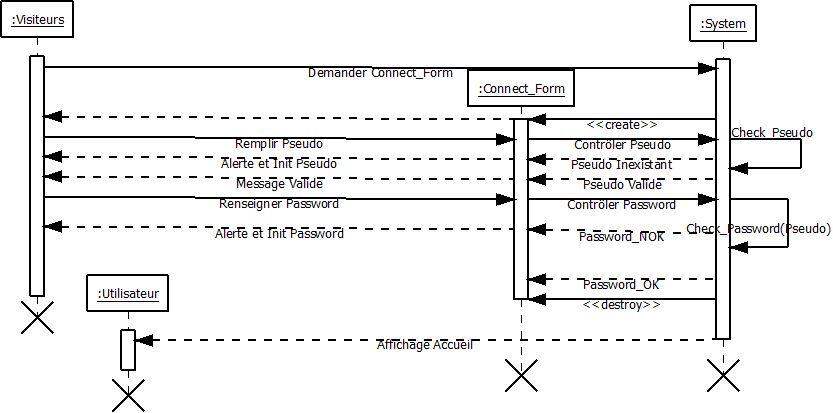 :Visiteurs
:System
Demander Connect_Form
:Connect_Form
<<create>>
Check_Pseudo
Remplir Pseudo
Contrôler Pseudo
Alerte et Init Pseudo
Pseudo Inexistant
Message Valide
Pseudo Valide
Renseigner Password
Contrôler Password
Alerte et Init Password
Password_NOK
Check_Password(Pseudo)
Password_OK
:Utilisateur
<<destroy>>
Affichage Accueil